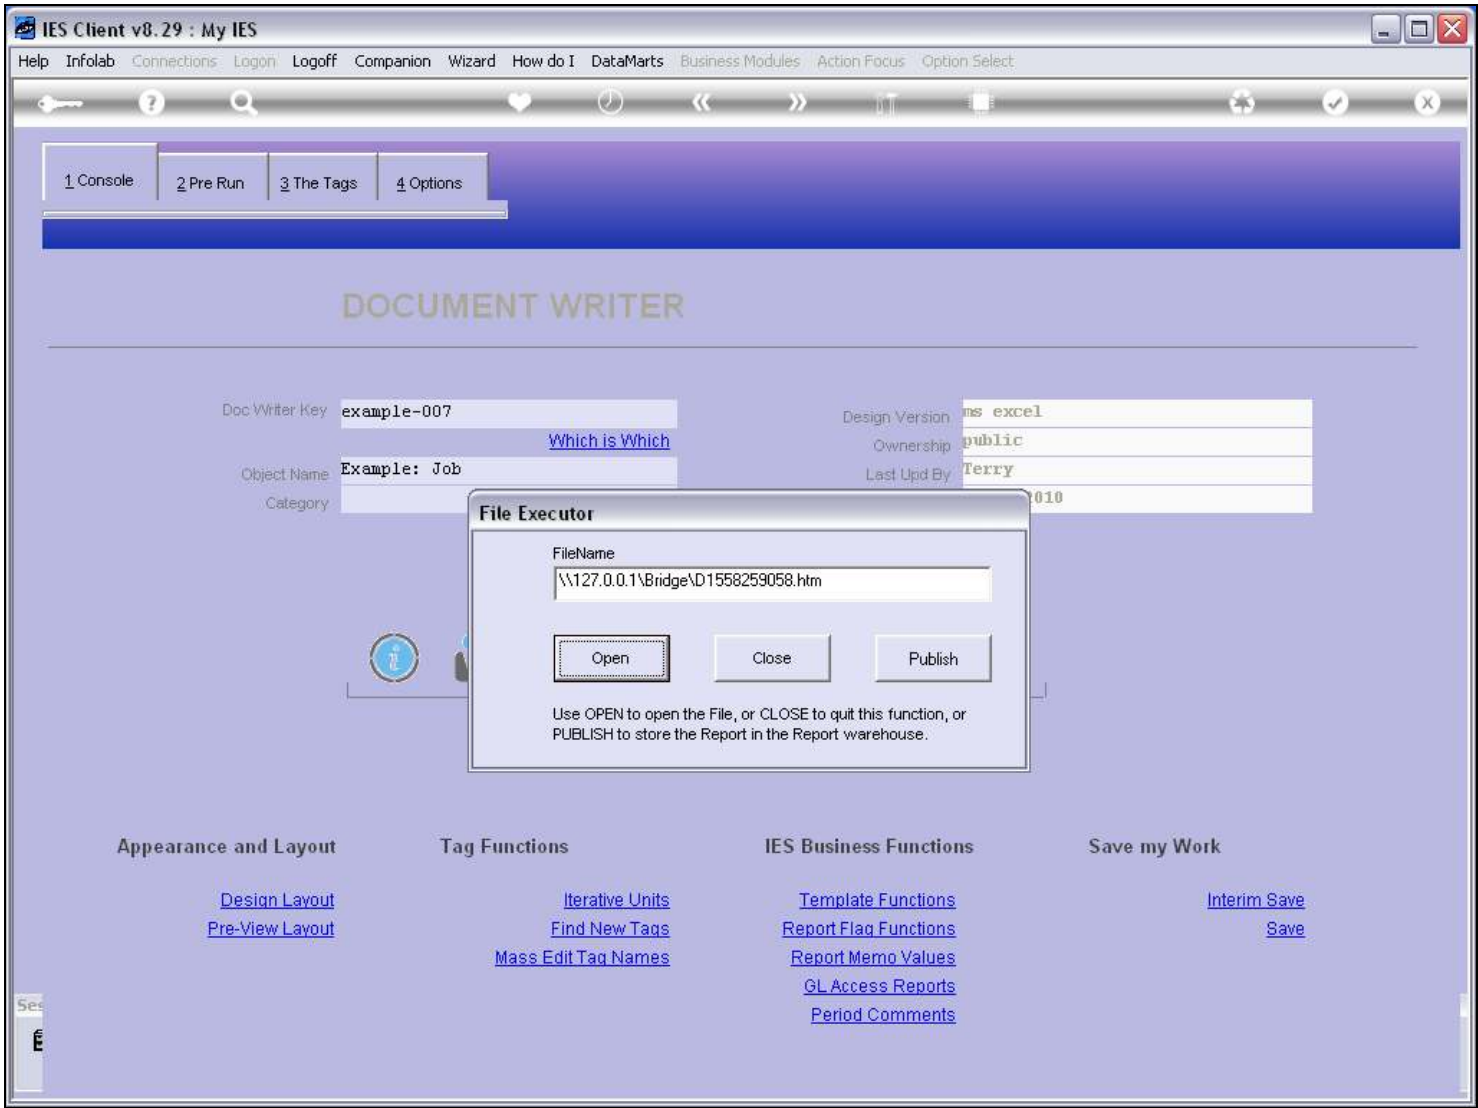 IES Client v8.29 : My IES
Help Infolab Connections Logon Logoff Companion Wizard How do I DataMarts Business Modules Action Focus Option Select
1 Console 2 Pre Run 3 The Tags 4 Options
DOCUMENT WRITER
Doc Writer Key example-007
Design Version ms excel
Which is Which
Ownership public
Object Name Example: Job
Last Upd By Terry
Category
2010
File Executor
FileName
\\127.0.0.1\Bridge\D1558259058.htm
Open Close Publish
Use OPEN to open the File, or CLOSE to quit this function, or
PUBLISH to store the Report in the Report warehouse.
Appearance and Layout Tag Functions IES Business Functions Save my Work
Design Layout Iterative Units Template Functions Interim Save
Pre-View Layout Find New Tags Report Flag Functions Save
Mass Edit Tag Names Report Memo Values
GL Access Reports
Period Comments